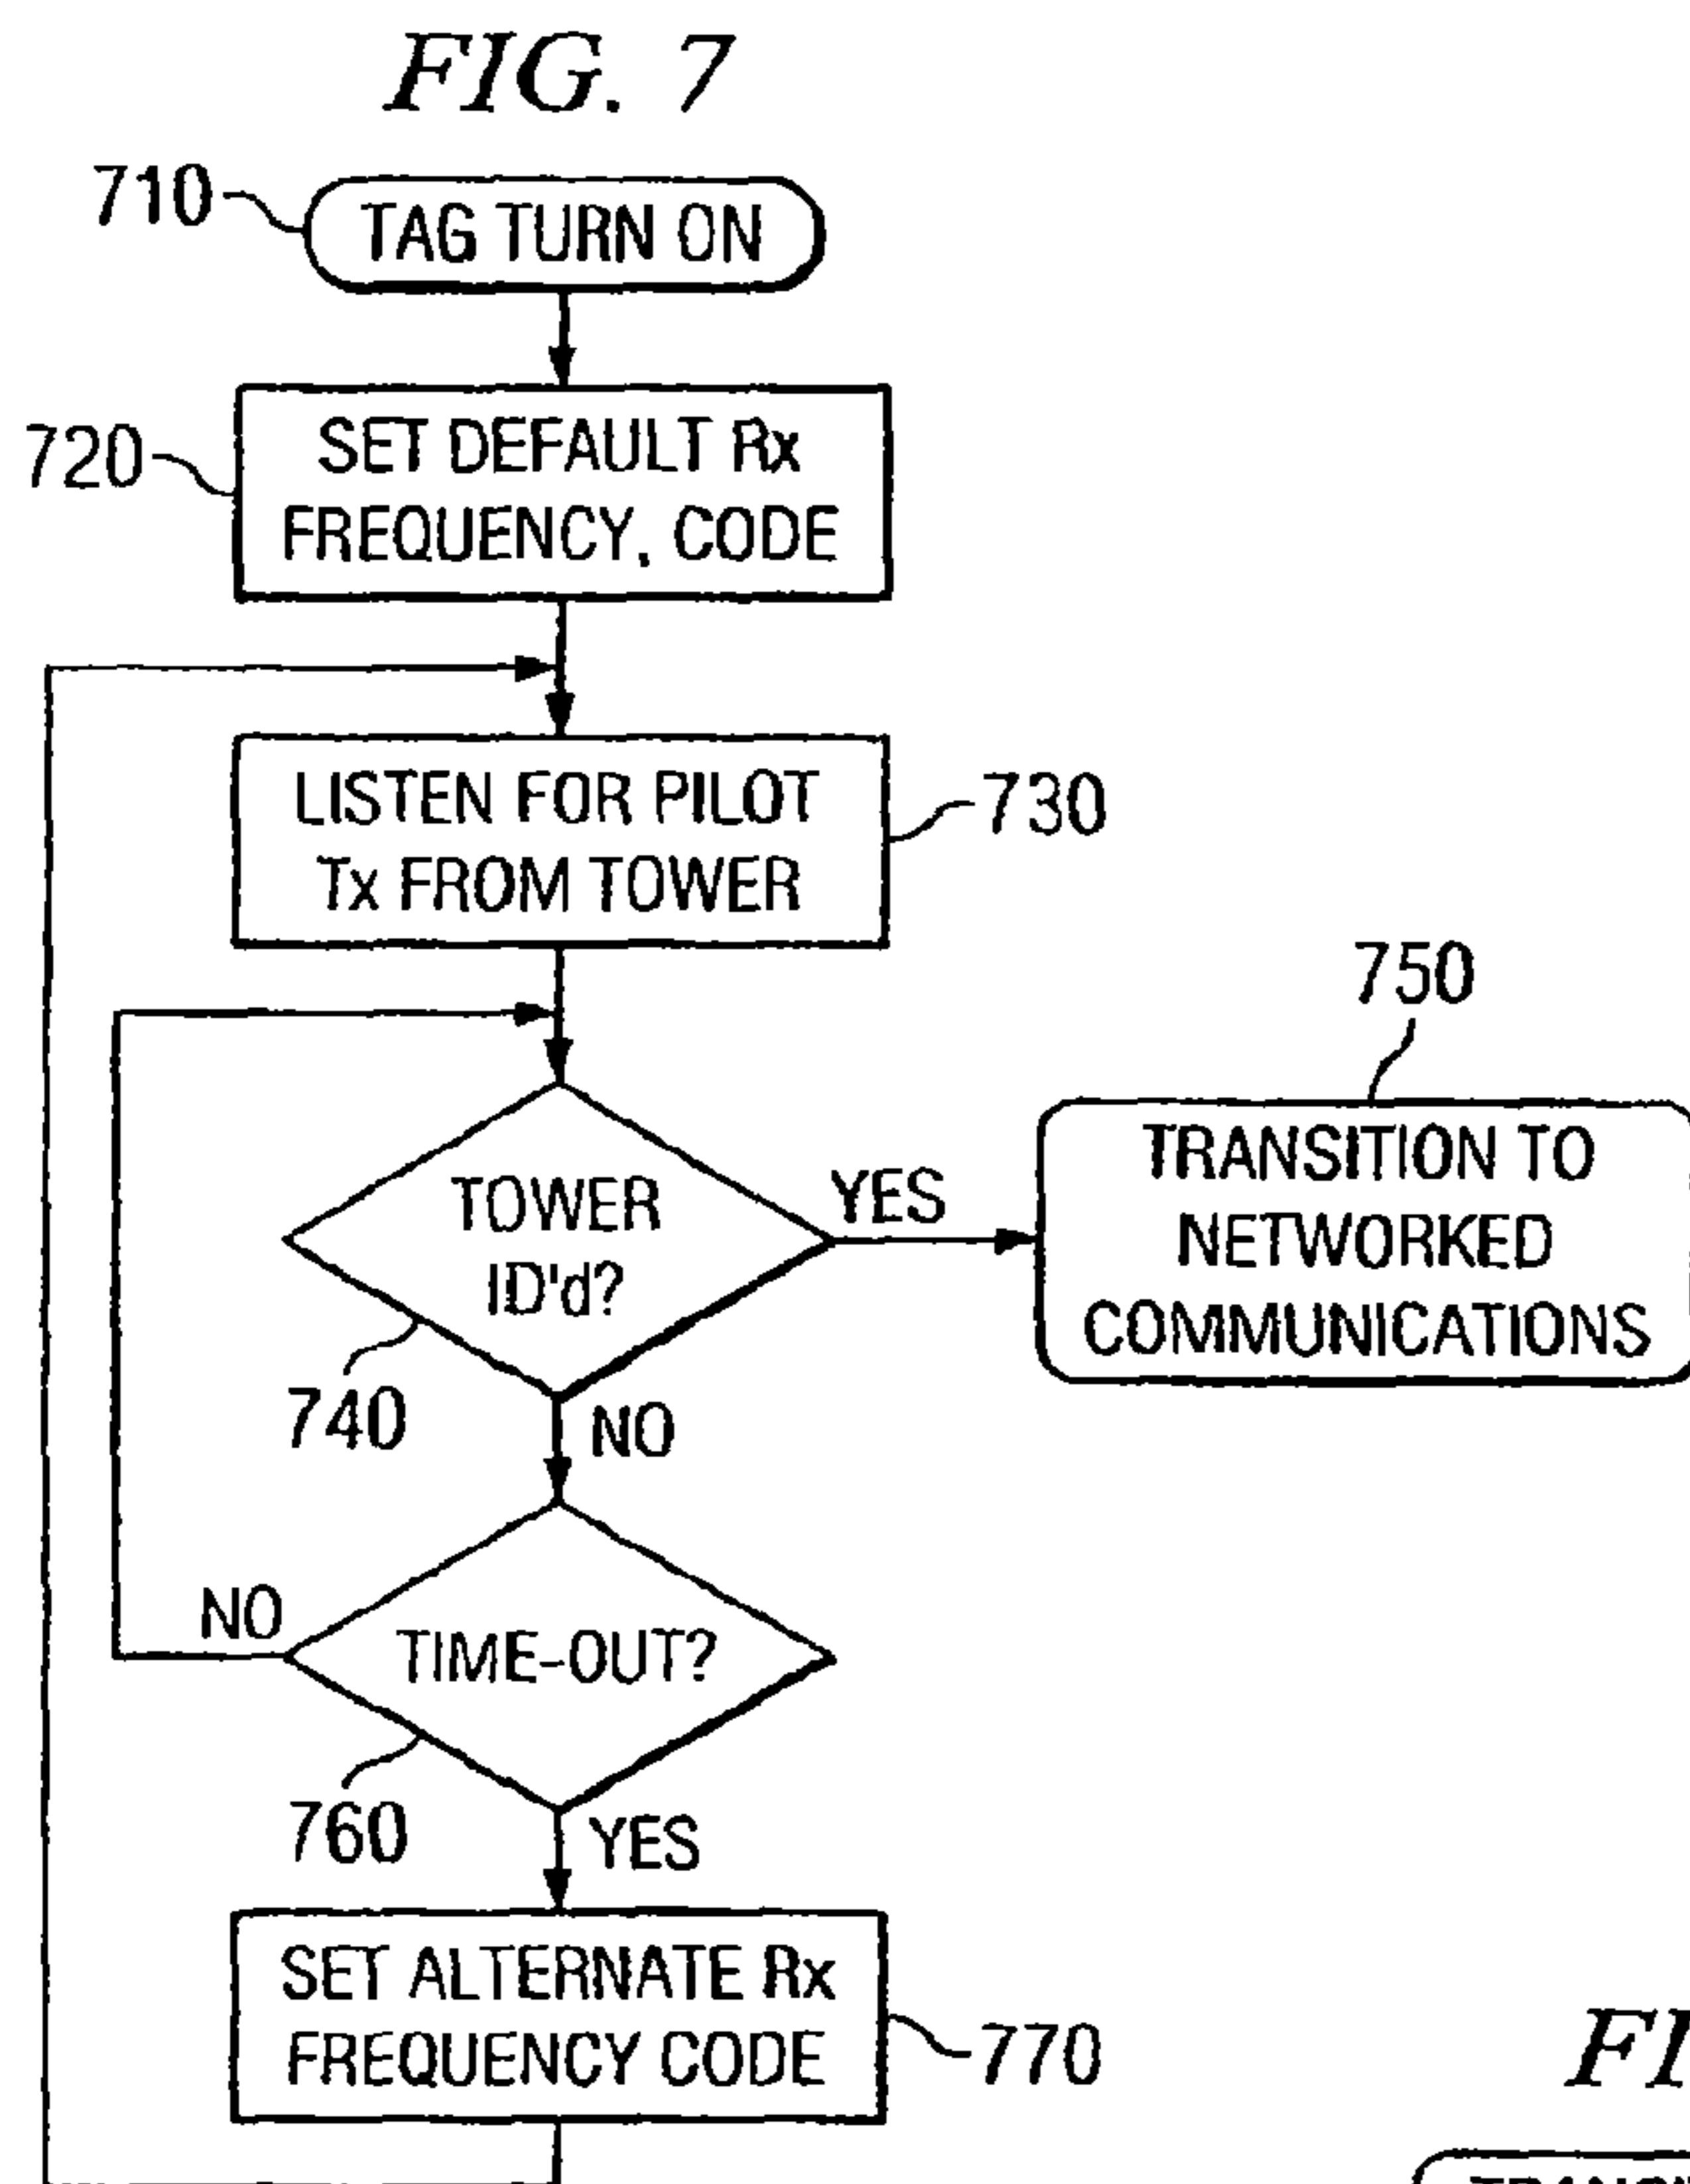 FIG. 7
710
TAG TURN ON
720
SET DEFAULT Rx
FREQUENCY, CODE
LISTEN FOR PILOT
Tx FROM TOWER
730
750
TRANSITION TO
NETWORKED
COMMUNICATIONS
TOWER
ID'd?
YES
740
NO
TIME-OUT?
NO
760
YES
SET ALTERNATE Rx
FREQUENCY CODE
770